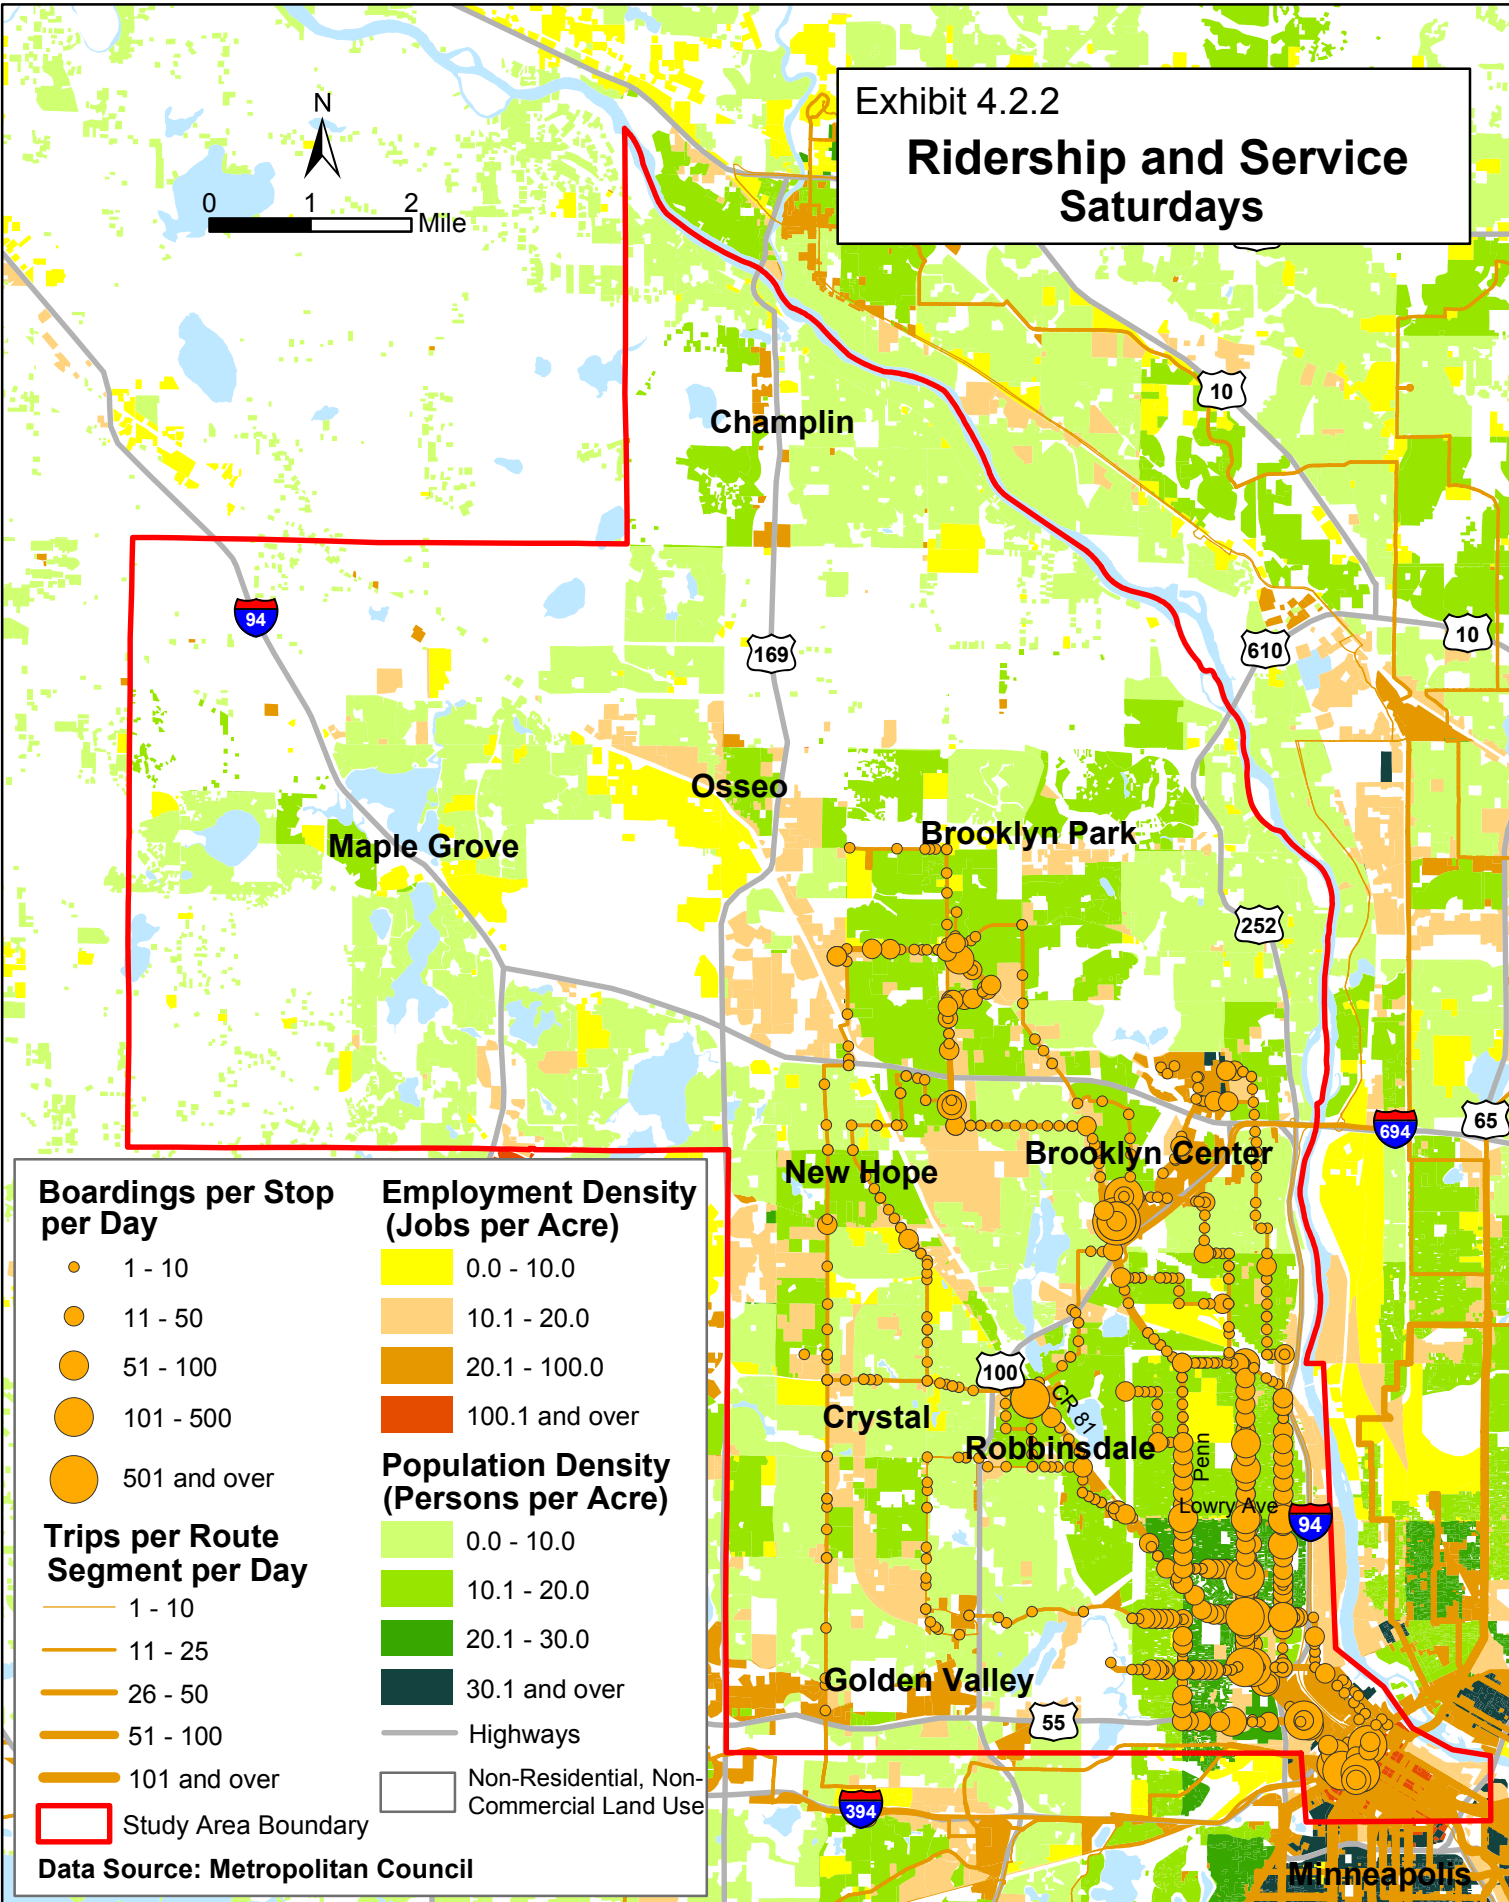 Exhibit 4.2.2
Ridership and Service
Saturdays
N
0 1 2
Mile
10
Champlin
94
169
610
10
Osseo
Brooklyn Park
Maple Grove
252
694
65
Brooklyn Center
New Hope
100
CR 81
Crystal
Robbinsdale
Penn
Lowry Ave
94
Golden Valley
55
394
Minneapolis
Boardings per Stop
per Day
1 - 10
11 - 50
51 - 100
101 - 500
501 and over
Trips per Route
Segment per Day
1 - 10
11 - 25
26 - 50
51 - 100
101 and over
Study Area Boundary
Employment Density
(Jobs per Acre)
0.0 - 10.0
10.1 - 20.0
20.1 - 100.0
100.1 and over
Population Density
(Persons per Acre)
0.0 - 10.0
10.1 - 20.0
20.1 - 30.0
30.1 and over
Highways
Non-Residential, Non-
Commercial Land Use
Data Source: Metropolitan Council